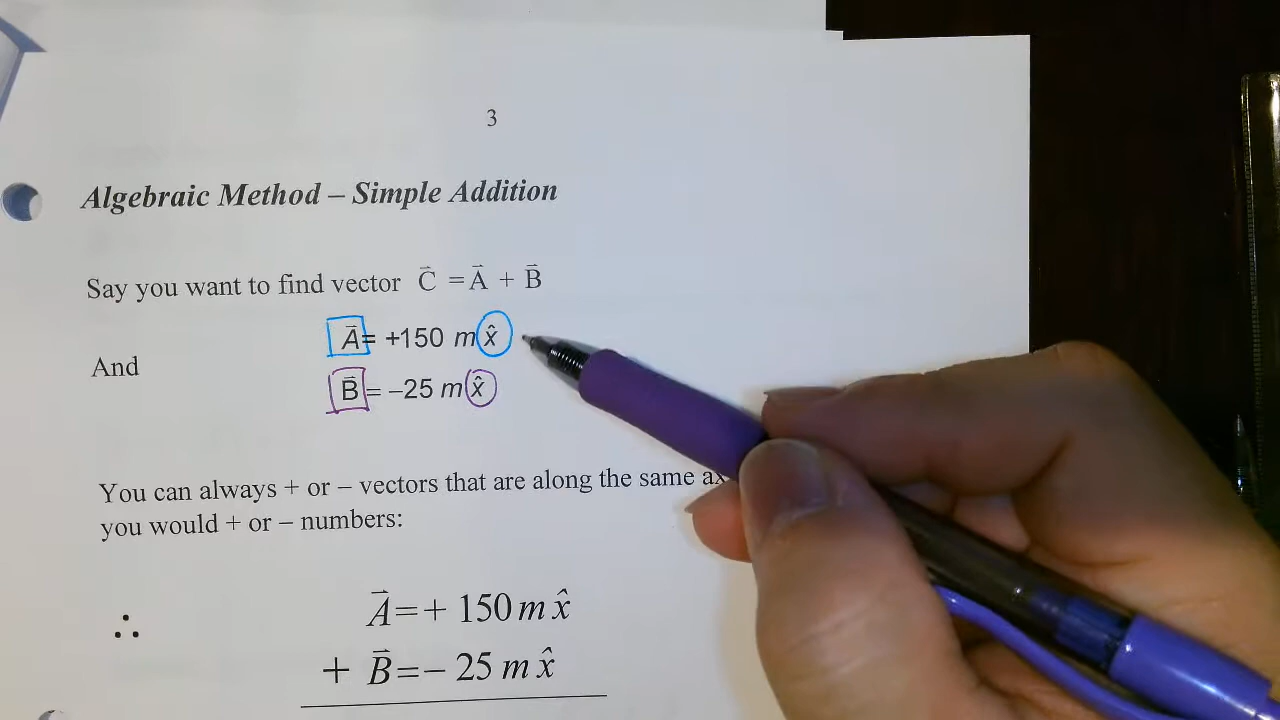 3
Algebraic Method – Simple Addition
Say you want to find vector C⃗ = A⃗ + B⃗
A⃗ = +150 m x̂
And
B⃗ = –25 m x̂
You can always + or – vectors that are along the same
you would + or – numbers:
∴ A⃗ = + 150 m x̂
+ B⃗ = – 25 m x̂